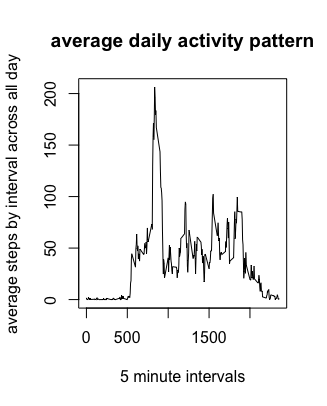 average daily activity pattern
average steps by interval across all day
200
150
100
50
0
0 500 1500
5 minute intervals